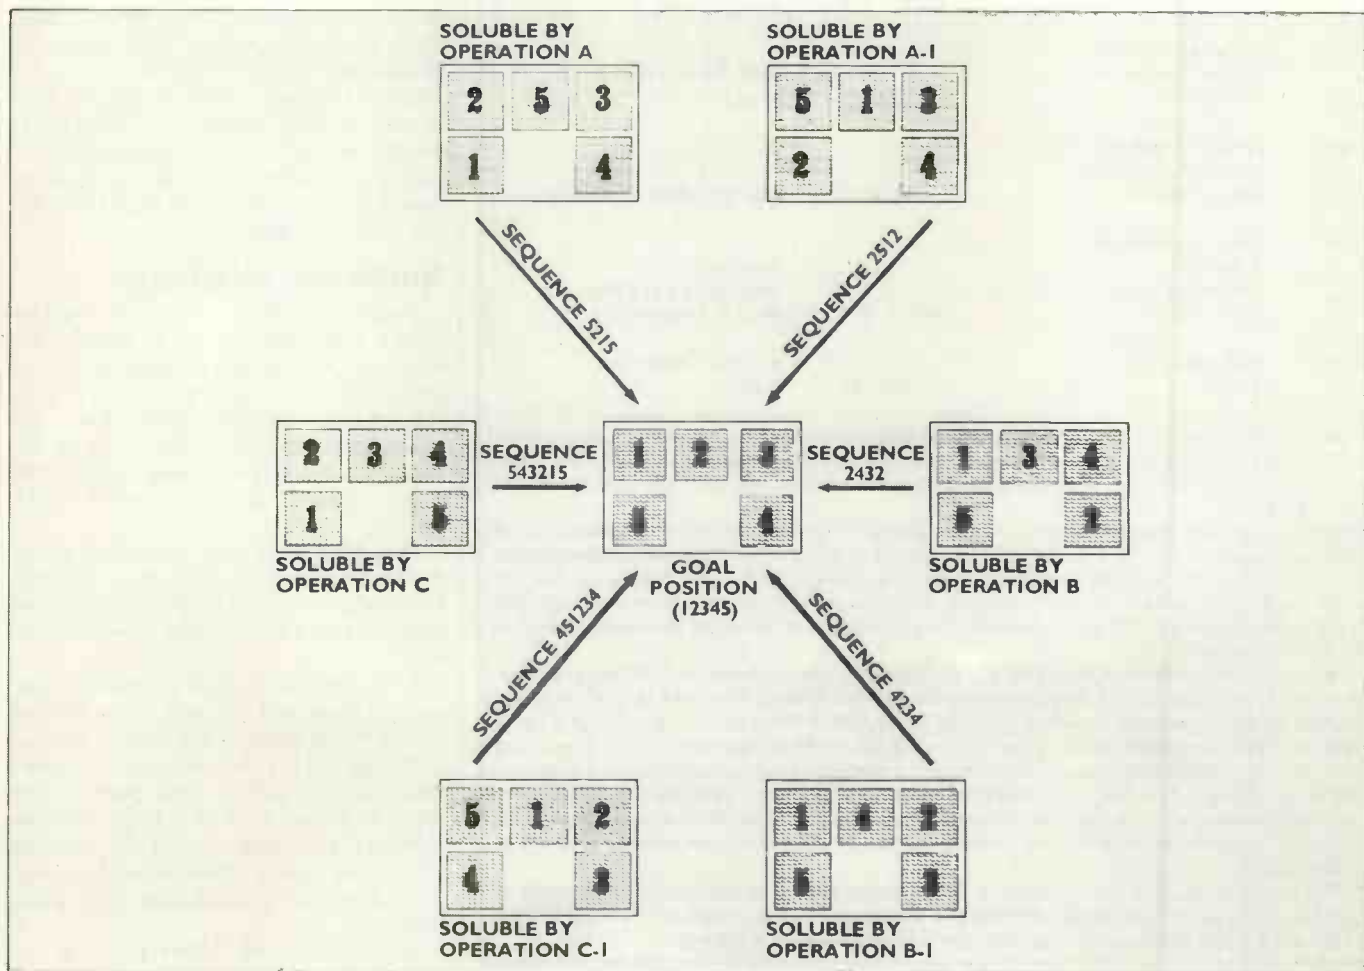 SOLUBLE BY
OPERATION A
2 5 3
1 4
SOLUBLE BY
OPERATION A-1
5 1 3
2 4
SEQUENCE 5215
SEQUENCE 2512
2 3 4
1 5
SOLUBLE BY
OPERATION C
SEQUENCE
543215
1 2 3
5 4
GOAL
POSITION
(12345)
SEQUENCE
2432
1 3 4
5 2
SOLUBLE BY
OPERATION B
SEQUENCE 451234
SEQUENCE 4234
5 1 2
4 3
SOLUBLE BY
OPERATION C-1
1 4 2
5 3
SOLUBLE BY
OPERATION B-1